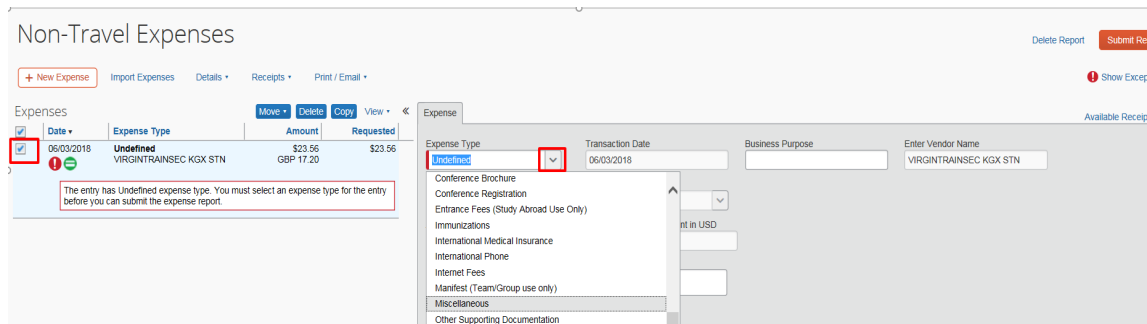 Non-Travel Expenses
Delete Report
Submit Re
+ New Expense Import Expenses Details Receipts Print / Email
Show Excep
Expenses
Move Delete Copy View «
Date Expense Type Amount Requested
06/03/2018 Undefined $23.56 $23.56
VIRGINTRAINSEC KGX STN GBP 17.20
The entry has Undefined expense type. You must select an expense type for the entry
before you can submit the expense report.
Expense
Available Receip
Expense Type Transaction Date Business Purpose Enter Vendor Name
Undefined 06/03/2018 VIRGINTRAINSEC KGX STN
Conference Brochure
Conference Registration
Entrance Fees (Study Abroad Use Only)
Immunizations
nt in USD
International Medical Insurance
International Phone
Internet Fees
Manifest (Team/Group use only)
Miscellaneous
Other Supporting Documentation